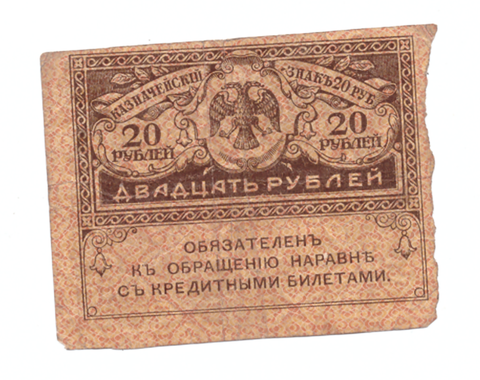 КАЗНАЧЕЙСКІЙ ЗНАКЪ 20 РУБ.
20 РУБЛЕЙ
20 РУБЛЕЙ
ДВАДЦАТЬ РУБЛЕЙ
ОБЯЗАТЕЛЕНЪ
КЪ ОБРАЩЕНІЮ НАРАВНѢ
СЪ КРЕДИТНЫМИ БИЛЕТАМИ.